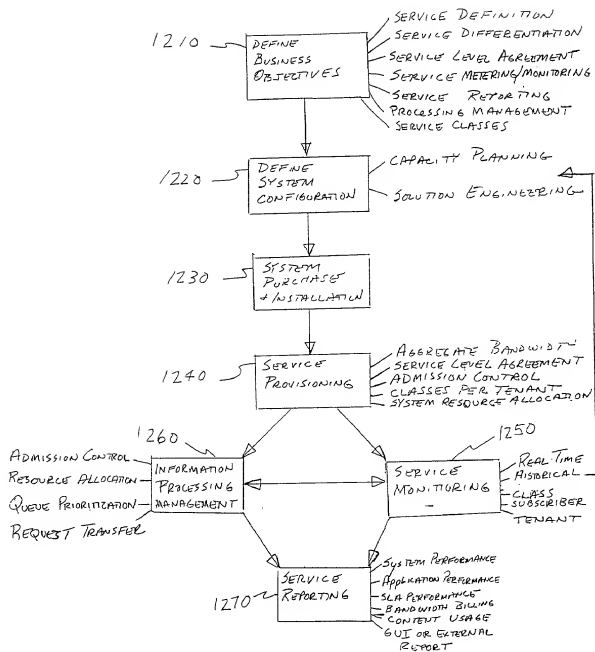 1210
DEFINE
BUSINESS
OBJECTIVES
SERVICE DEFINITION
SERVICE DIFFERENTIATION
SERVICE LEVEL AGREEMENT
SERVICE METERING/MONITORING
SERVICE REPORTING
PROCESSING MANAGEMENT
SERVICE CLASSES
1220
DEFINE
SYSTEM
CONFIGURATION
CAPACITY PLANNING
SOLUTION ENGINEERING
1230
SYSTEM
PURCHASE
+ INSTALLATION
1240
SERVICE
PROVISIONING
AGGREGATE BANDWIDT
SERVICE LEVEL AGREEMENT
ADMISSION CONTROL
CLASSES PER TENANT
SYSTEM RESOURCE ALLOCATION
1260
INFORMATION
PROCESSING
MANAGEMENT
ADMISSION CONTROL
RESOURCE ALLOCATION
QUEUE PRIORITIZATION
REQUEST TRANSFER
1250
SERVICE
MONITORING
REAL-TIME
HISTORICAL
CLASS
SUBSCRIBER
TENANT
1270
SERVICE
REPORTING
SYSTEM PERFORMANCE
APPLICATION PERFORMANCE
SLA PERFORMANCE
BANDWIDTH BILLING
CONTENT USAGE
GUI OR EXTERNAL
REPORT